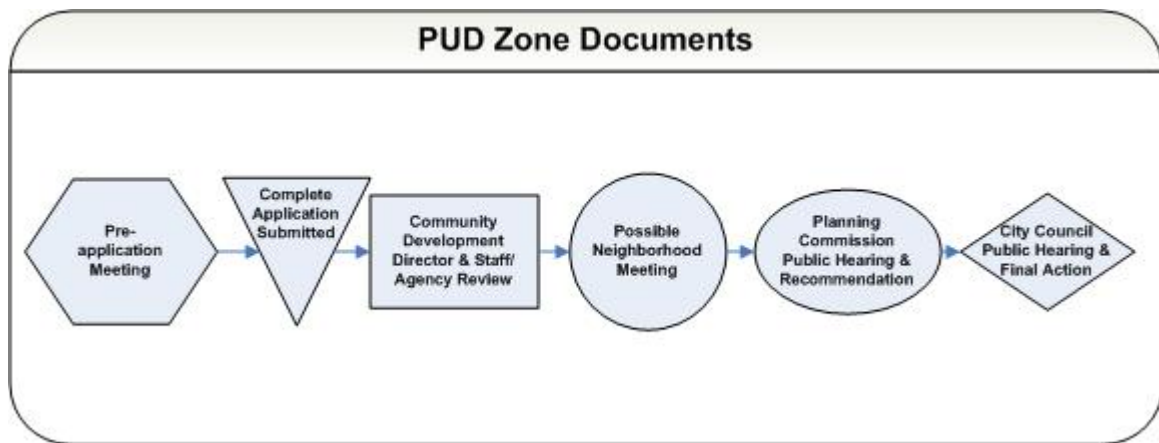 PUD Zone Documents
Pre-
application
Meeting
Complete
Application
Submitted
Community
Development
Director & Staff/
Agency Review
Possible
Neighborhood
Meeting
Planning
Commission
Public Hearing &
Recommendation
City Council
Public Hearing &
Final Action